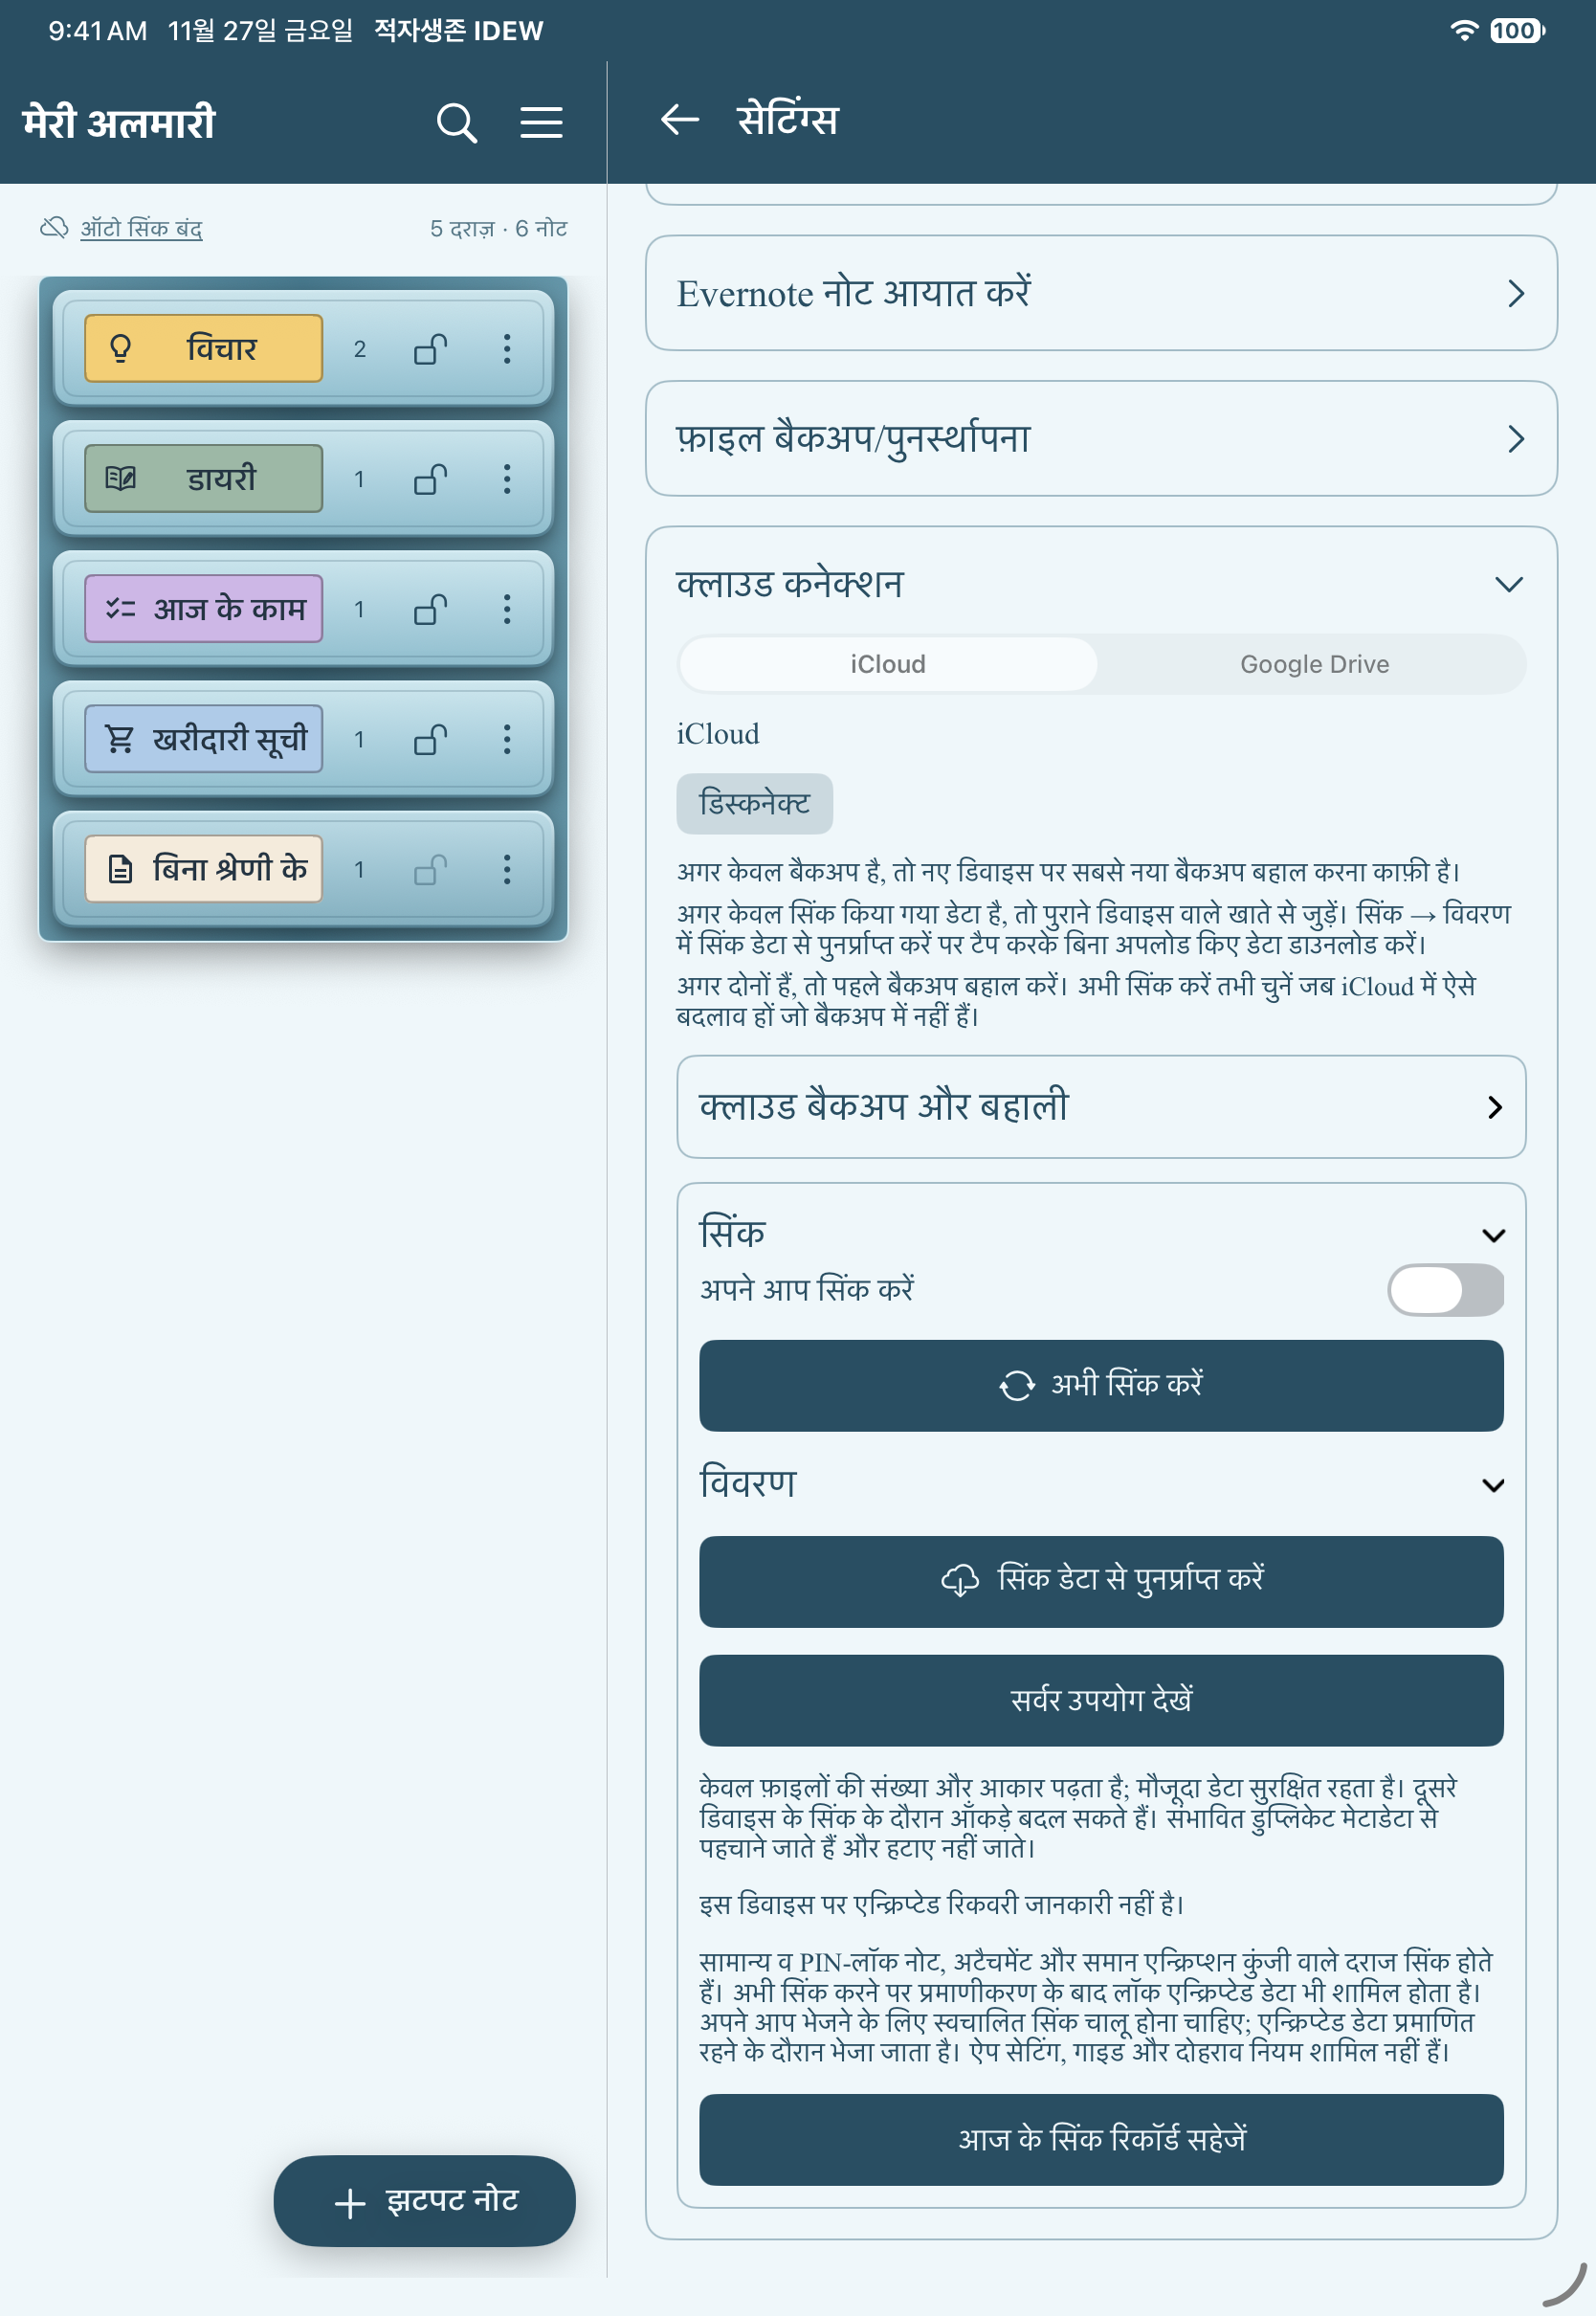 9:41 AM 11월 27일 금요일 적자생존 IDEW
100
मेरी अलमारी
ऑटो सिंक बंद
5 दराज़ · 6 नोट
विचार 2
डायरी 1
आज के काम 1
खरीदारी सूची 1
बिना श्रेणी के 1
झटपट नोट
सेटिंग्स
Evernote नोट आयात करें
फ़ाइल बैकअप/पुनर्स्थापना
क्लाउड कनेक्शन
iCloud
Google Drive
iCloud
डिस्कनेक्ट
अगर केवल बैकअप है, तो नए डिवाइस पर सबसे नया बैकअप बहाल करना काफ़ी है।
अगर केवल सिंक किया गया डेटा है, तो पुराने डिवाइस वाले खाते से जुड़ें। सिंक → विवरण
में सिंक डेटा से पुनर्प्राप्त करें पर टैप करके बिना अपलोड किए डेटा डाउनलोड करें।
अगर दोनों हैं, तो पहले बैकअप बहाल करें। अभी सिंक करें तभी चुनें जब iCloud में ऐसे
बदलाव हों जो बैकअप में नहीं हैं।
क्लाउड बैकअप और बहाली
सिंक
अपने आप सिंक करें
अभी सिंक करें
विवरण
सिंक डेटा से पुनर्प्राप्त करें
सर्वर उपयोग देखें
केवल फ़ाइलों की संख्या और आकार पढ़ता है; मौजूदा डेटा सुरक्षित रहता है। दूसरे
डिवाइस के सिंक के दौरान आँकड़े बदल सकते हैं। संभावित डुप्लिकेट मेटाडेटा से
पहचाने जाते हैं और हटाए नहीं जाते।
इस डिवाइस पर एन्क्रिप्टेड रिकवरी जानकारी नहीं है।
सामान्य व PIN-लॉक नोट, अटैचमेंट और समान एन्क्रिप्शन कुंजी वाले दराज सिंक होते
हैं। अभी सिंक करने पर प्रमाणीकरण के बाद लॉक एन्क्रिप्टेड डेटा भी शामिल होता है।
अपने आप भेजने के लिए स्वचालित सिंक चालू होना चाहिए; एन्क्रिप्टेड डेटा प्रमाणित
रहने के दौरान भेजा जाता है। ऐप सेटिंग, गाइड और दोहराव नियम शामिल नहीं हैं।
आज के सिंक रिकॉर्ड सहेजें